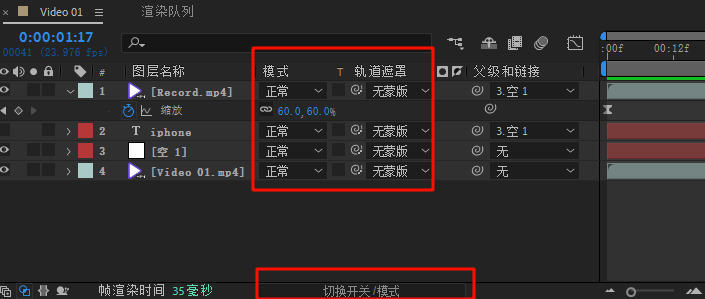 × Video 01 ≡ 渲染队列
0:00:01:17
00041 (23.976 fps)
:00f 00:12f
# 图层名称 模式 T 轨道遮罩 父级和链接
1 [Record.mp4] 正常 无蒙版 3.空 1
缩放 60.0,60.0%
2 T iphone 正常 无蒙版 3.空 1
3 [空 1] 正常 无蒙版 无
4 [Video 01.mp4] 正常 无蒙版 无
帧渲染时间 35毫秒 切换开关/模式